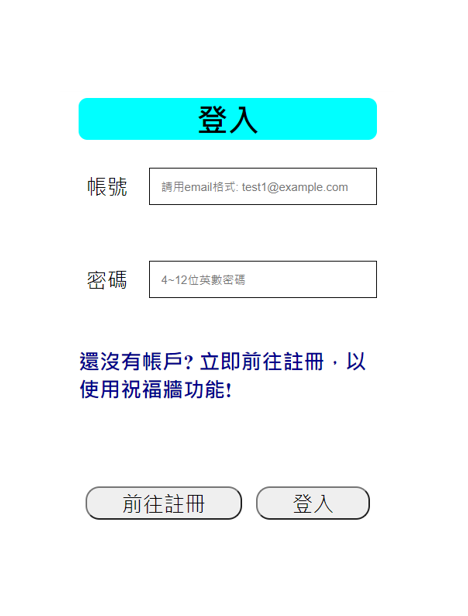 登入
帳號 請用email格式: test1@example.com
密碼 4~12位英數密碼
還沒有帳戶? 立即前往註冊，以
使用祝福牆功能!
前往註冊 登入